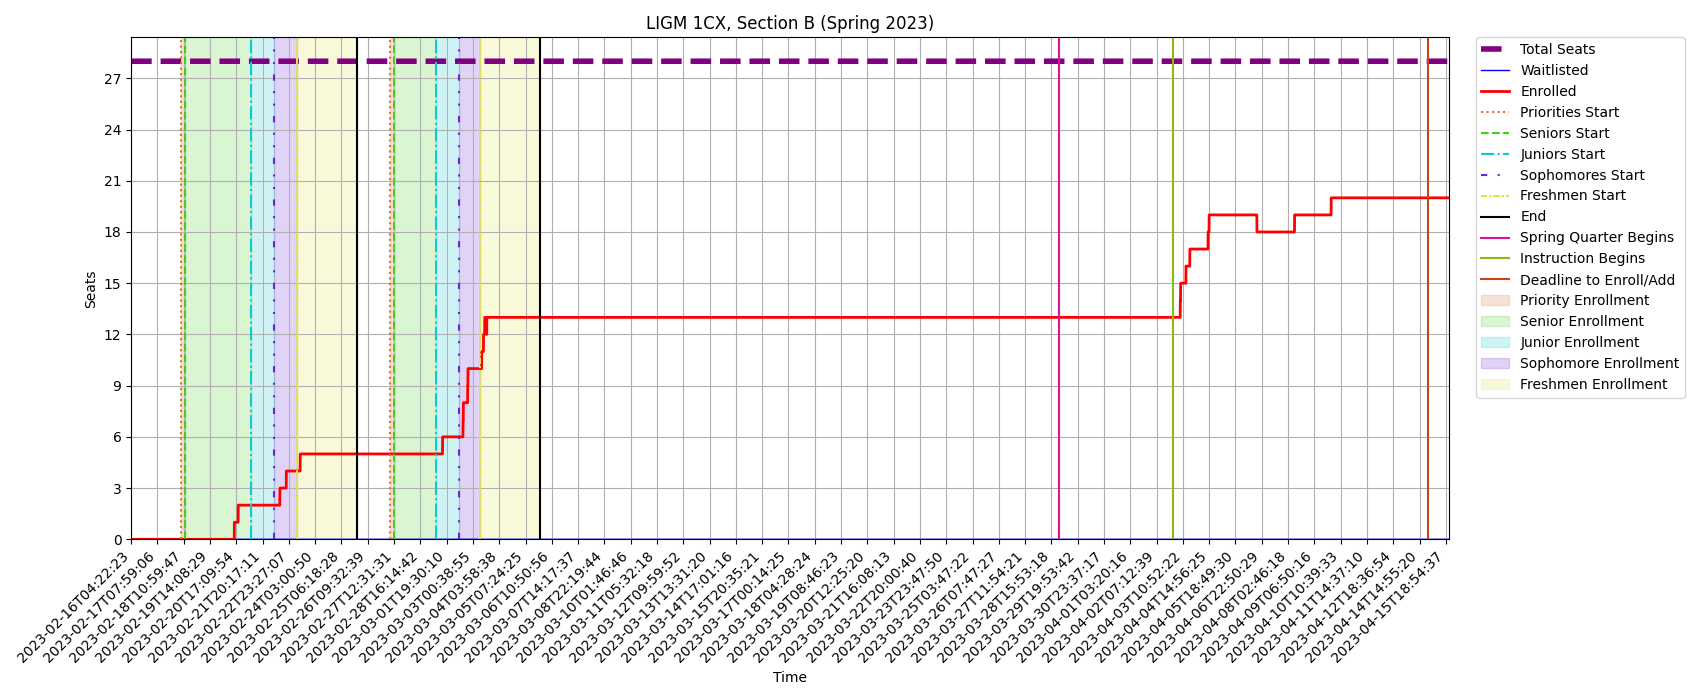 LIGM 1CX, Section B (Spring 2023)
Total Seats
Waitlisted
Enrolled
Priorities Start
Seniors Start
Juniors Start
Sophomores Start
Freshmen Start
End
Spring Quarter Begins
Instruction Begins
Deadline to Enroll/Add
Priority Enrollment
Senior Enrollment
Junior Enrollment
Sophomore Enrollment
Freshmen Enrollment
Seats
27
24
21
18
15
12
9
6
3
0
2023-02-16T04:22:23
2023-02-17T07:59:06
2023-02-18T10:59:47
2023-02-19T14:08:29
2023-02-20T17:09:54
2023-02-21T20:17:11
2023-02-22T23:27:07
2023-02-24T03:00:50
2023-02-25T06:18:28
2023-02-26T09:32:39
2023-02-27T12:31:31
2023-02-28T16:14:42
2023-03-01T19:30:10
2023-03-03T00:38:55
2023-03-04T03:58:38
2023-03-05T07:24:25
2023-03-06T10:50:56
2023-03-07T14:17:37
2023-03-08T22:19:44
2023-03-10T01:46:46
2023-03-11T05:32:18
2023-03-12T09:59:52
2023-03-13T13:31:20
2023-03-14T17:01:16
2023-03-15T20:35:21
2023-03-17T00:14:25
2023-03-18T04:28:24
2023-03-19T08:46:23
2023-03-20T12:25:20
2023-03-21T16:08:13
2023-03-22T20:00:40
2023-03-23T23:47:50
2023-03-25T03:47:22
2023-03-26T07:47:27
2023-03-27T11:54:21
2023-03-28T15:53:18
2023-03-29T19:53:42
2023-03-30T23:37:17
2023-04-01T03:20:16
2023-04-02T07:12:39
2023-04-03T10:52:22
2023-04-04T14:56:25
2023-04-05T18:49:30
2023-04-06T22:50:29
2023-04-08T02:46:18
2023-04-09T06:50:16
2023-04-10T10:39:33
2023-04-11T14:37:10
2023-04-12T18:36:54
2023-04-14T14:55:20
2023-04-15T18:54:37
Time